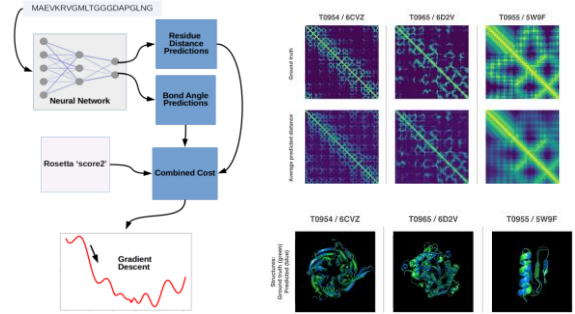 MAEVKRVGMLTGGGDAPGLNG
Neural Network
Residue
Distance
Predictions
Bond Angle
Predictions
Rosetta 'score2'
Combined Cost
Gradient
Descent
T0954 / 6CVZ T0965 / 6D2V T0955 / 5W9F
Ground truth
Average predicted distance
T0954 / 6CVZ T0965 / 6D2V T0955 / 5W9F
Structures:
Ground truth (green)
Predicted (blue)